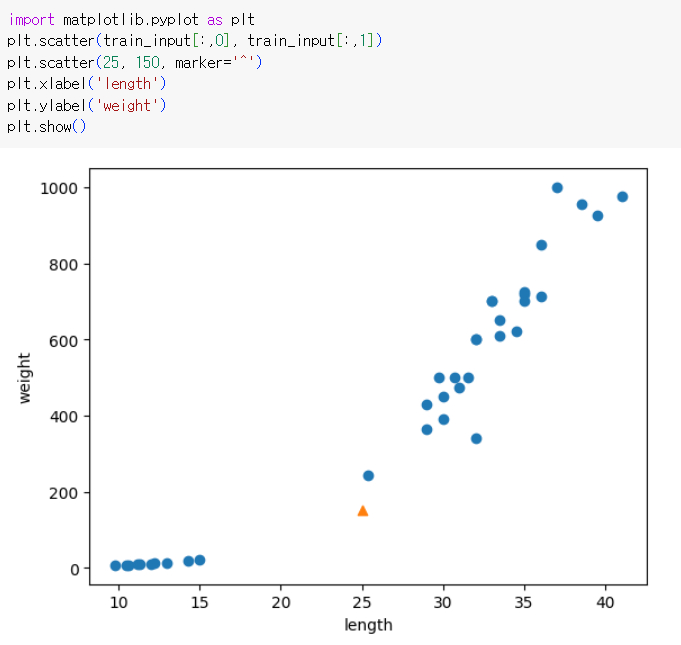 import matplotlib.pyplot as plt
plt.scatter(train_input[:,0], train_input[:,1])
plt.scatter(25, 150, marker='^')
plt.xlabel('length')
plt.ylabel('weight')
plt.show()
1000
800
600
400
200
0
weight
10 15 20 25 30 35 40
length